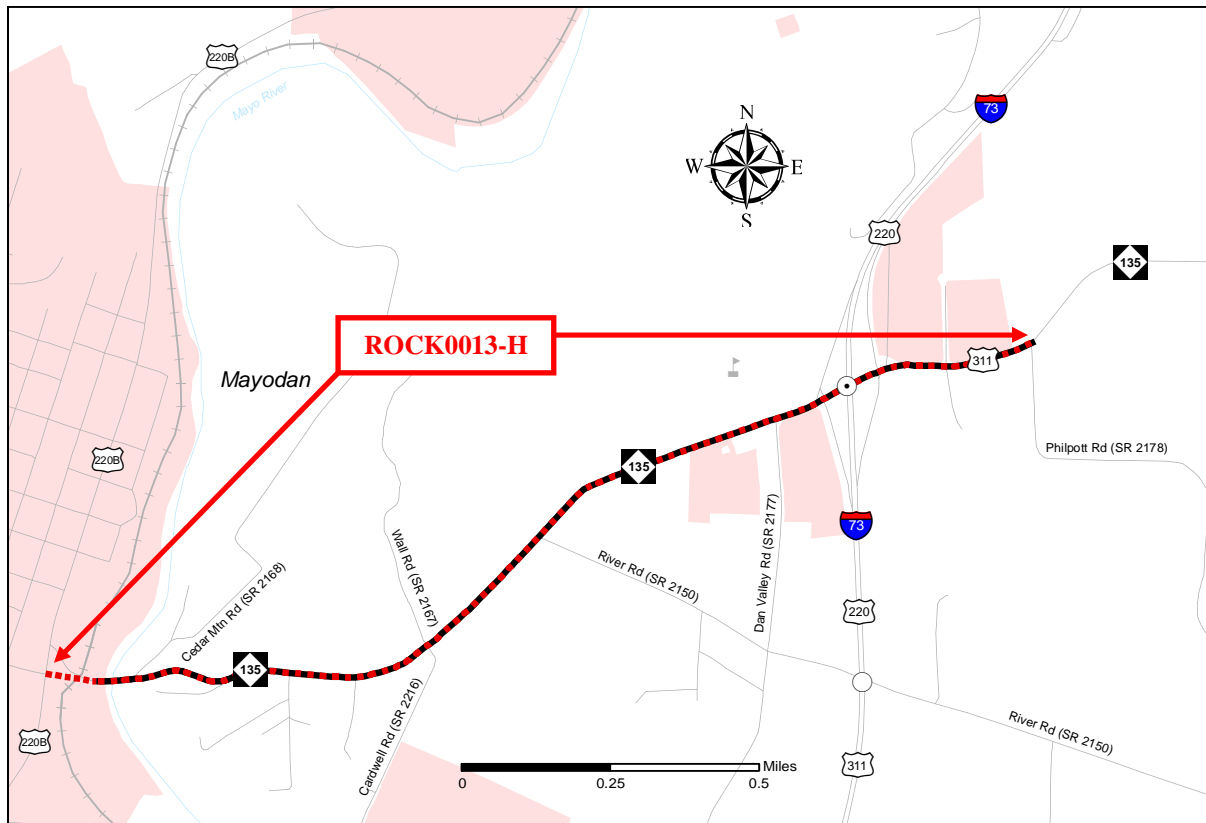 220B
Mayo River
73
N
W E
S
220
135
ROCK0013-H
311
Mayodan
220B
135
Philpott Rd (SR 2178)
73
Wall Rd (SR 2167)
River Rd (SR 2150)
Dan Valley Rd (SR 2177)
Cedar Mtn Rd (SR 2168)
220
135
Cardwell Rd (SR 2216)
River Rd (SR 2150)
220B
311
Miles
0 0.25 0.5